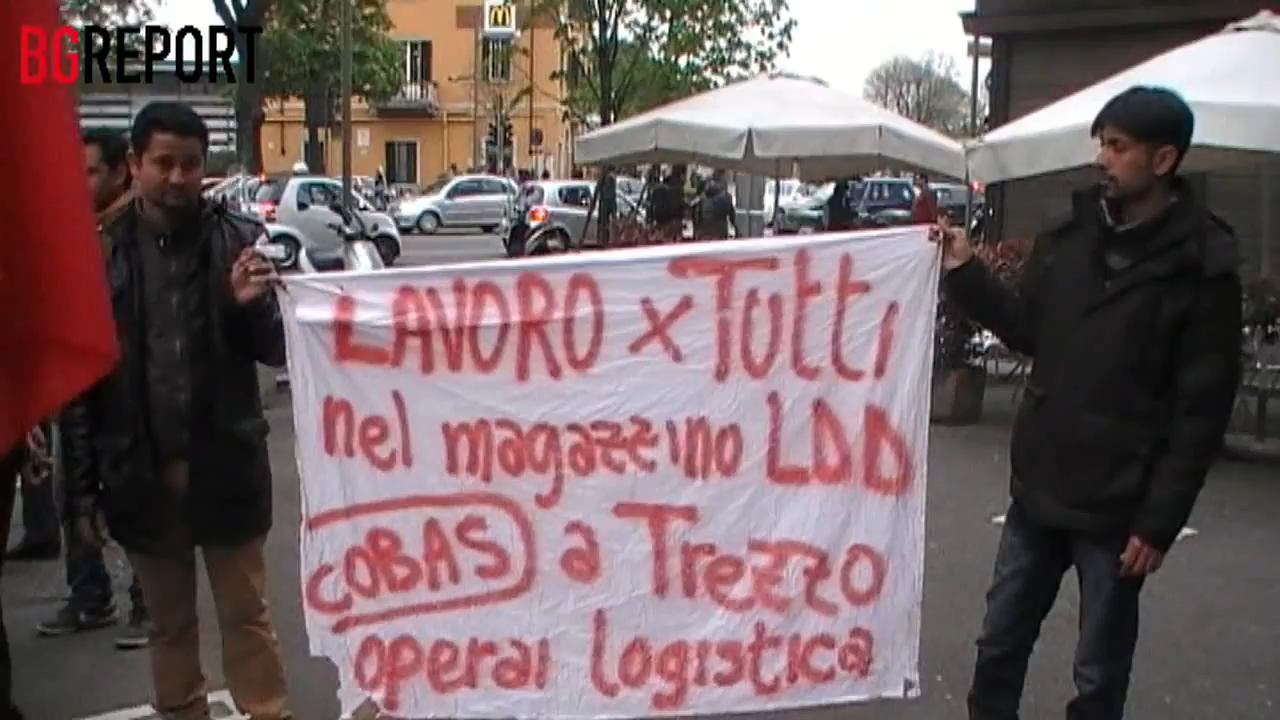 BGREPORT
LAVORO x TuTTi
nel magazzino LDD
COBAS a Trezzo
operai logistica